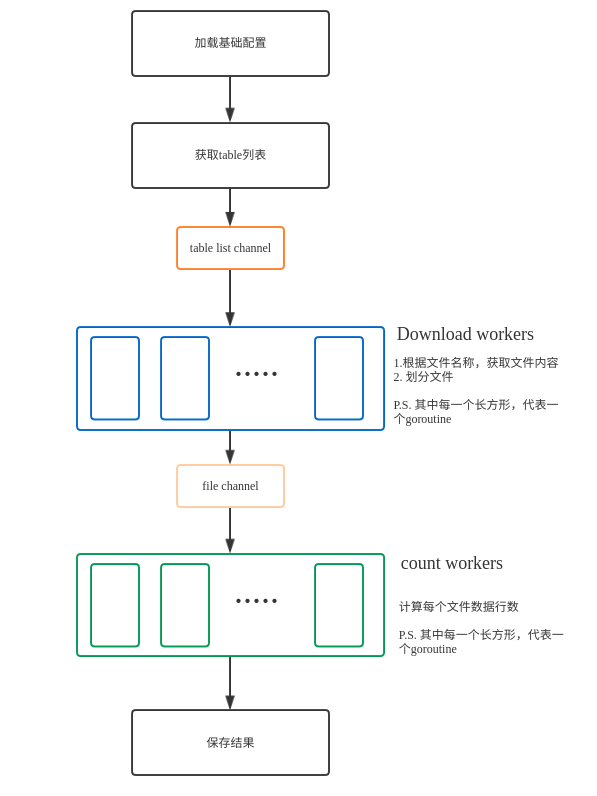 加载基础配置
获取table列表
table list channel
Download workers
1.根据文件名称，获取文件内容
2. 划分文件
P.S. 其中每一个长方形，代表一
个goroutine
file channel
count workers
计算每个文件数据行数
P.S. 其中每一个长方形，代表一
个goroutine
保存结果